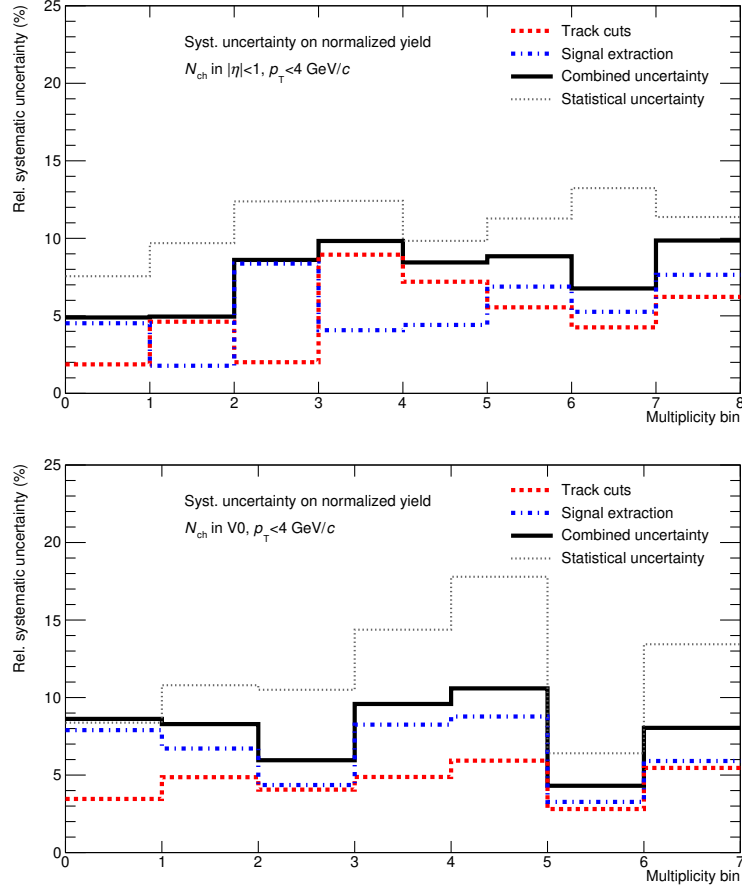 Rel. systematic uncertainty (%)
25
20
15
10
5
0
Syst. uncertainty on normalized yield
N_ch in |η|<1, p_T<4 GeV/c
Track cuts
Signal extraction
Combined uncertainty
Statistical uncertainty
0 1 2 3 4 5 6 7 8
Multiplicity bin
Rel. systematic uncertainty (%)
25
20
15
10
5
0
Syst. uncertainty on normalized yield
N_ch in V0, p_T<4 GeV/c
Track cuts
Signal extraction
Combined uncertainty
Statistical uncertainty
0 1 2 3 4 5 6 7
Multiplicity bin